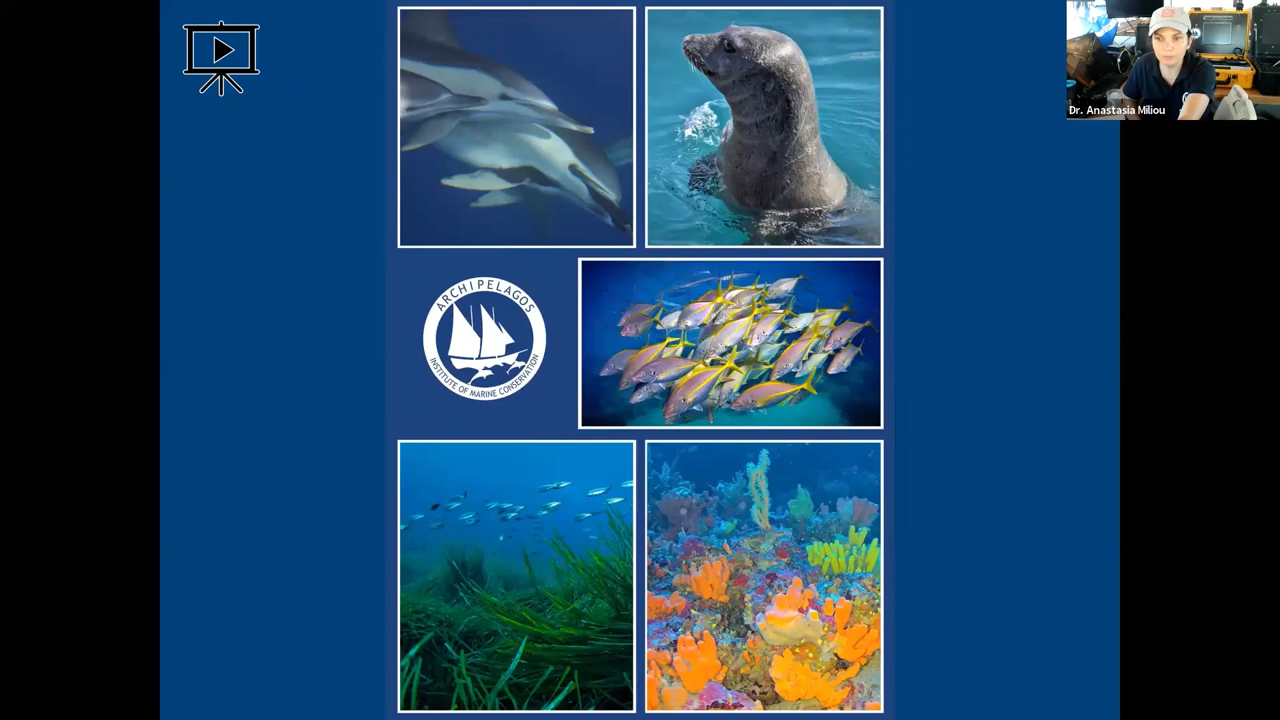 Dr. Anastasia Miliou
ARCHIPELAGOS
INSTITUTE OF MARINE CONSERVATION